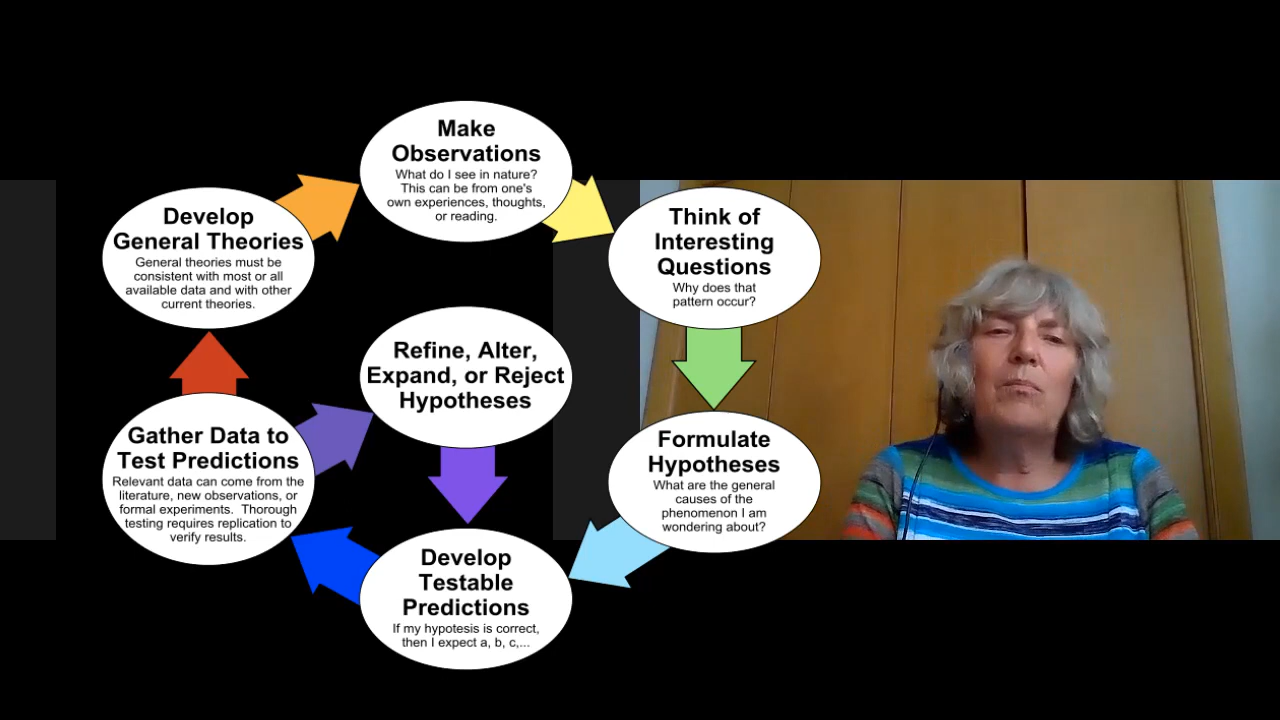 Make
Observations
What do I see in nature?
This can be from one's
own experiences, thoughts,
or reading.
Think of
Interesting
Questions
Why does that
pattern occur?
Formulate
Hypotheses
What are the general
causes of the
phenomenon I am
wondering about?
Develop
Testable
Predictions
If my hypotesis is correct,
then I expect a, b, c,...
Gather Data to
Test Predictions
Relevant data can come from the
literature, new observations, or
formal experiments.  Thorough
testing requires replication to
verify results.
Refine, Alter,
Expand, or Reject
Hypotheses
Develop
General Theories
General theories must be
consistent with most or all
available data and with other
current theories.